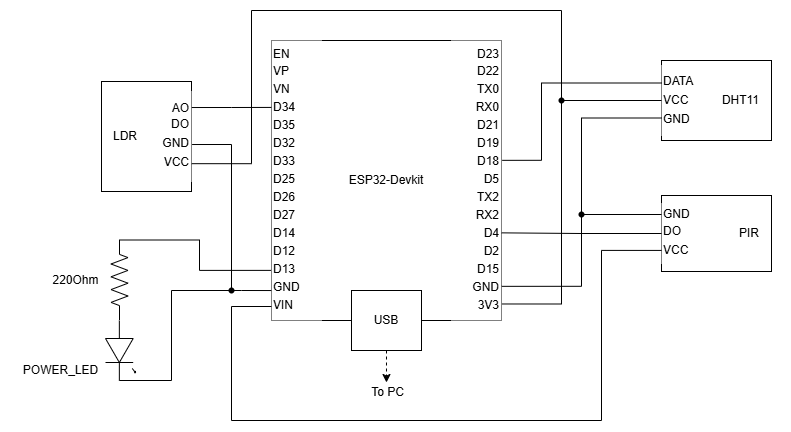 EN
VP
VN
D34
D35
D32
D33
D25
D26
D27
D14
D12
D13
GND
VIN
ESP32-Devkit
D23
D22
TX0
RX0
D21
D19
D18
D5
TX2
RX2
D4
D2
D15
GND
3V3
LDR
AO
DO
GND
VCC
DATA
VCC
GND
DHT11
GND
DO
VCC
PIR
220Ohm
POWER_LED
USB
To PC